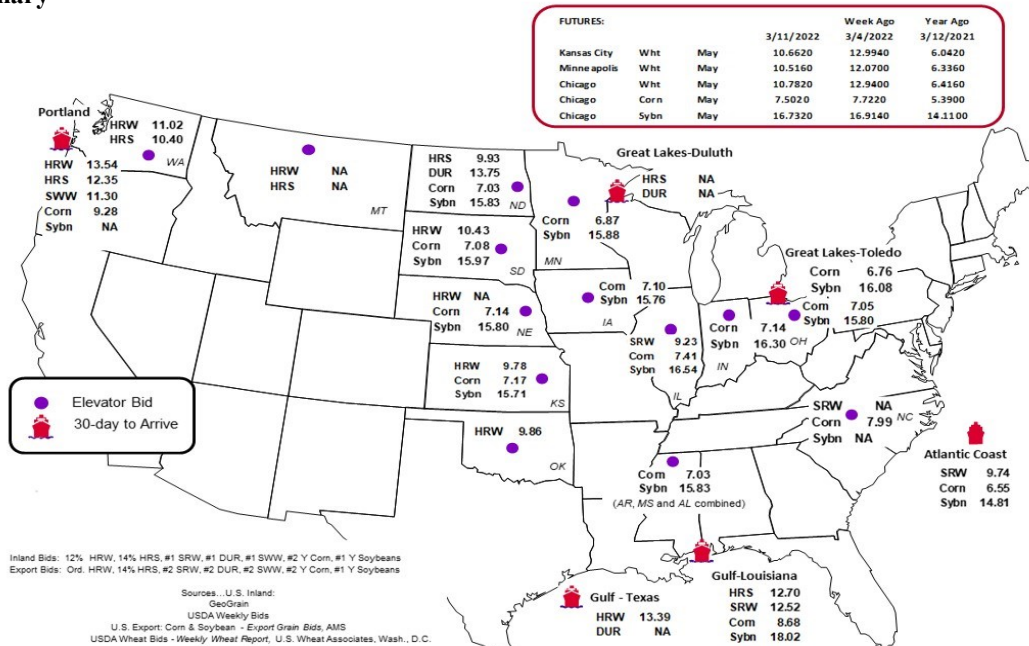 FUTURES: Week Ago Year Ago
3/11/2022 3/4/2022 3/12/2021
Kansas City Wht May 10.6620 12.9940 6.0420
Minneapolis Wht May 10.5160 12.0700 6.3360
Chicago Wht May 10.7820 12.9400 6.4160
Chicago Corn May 7.5020 7.7220 5.3900
Chicago Sybn May 16.7320 16.9140 14.1100
Portland
HRW 13.54
HRS 12.35
SWW 11.30
Corn 9.28
Sybn NA
HRW 11.02
HRS 10.40
WA
HRW NA
HRS NA
MT
HRS 9.93
DUR 13.75
Corn 7.03
Sybn 15.83
ND
HRW 10.43
Corn 7.08
Sybn 15.97
SD
HRW NA
Corn 7.14
Sybn 15.80
NE
HRW 9.78
Corn 7.17
Sybn 15.71
KS
HRW 9.86
OK
Corn 6.87
Sybn 15.88
MN
Great Lakes-Duluth
HRS NA
DUR NA
Corn 7.10
Sybn 15.76
IA
SRW 9.23
Corn 7.41
Sybn 16.54
IL
Corn 7.14
Sybn 16.30
IN
Great Lakes-Toledo
Corn 6.76
Sybn 16.08
Corn 7.05
Sybn 15.80
OH
SRW NA
Corn 7.99
Sybn NA
NC
Corn 7.03
Sybn 15.83
(AR, MS and AL combined)
Atlantic Coast
SRW 9.74
Corn 6.55
Sybn 14.81
Gulf-Louisiana
HRS 12.70
SRW 12.52
Corn 8.68
Sybn 18.02
Gulf - Texas
HRW 13.39
DUR NA
Elevator Bid
30-day to Arrive
Inland Bids: 12% HRW, 14% HRS, #1 SRW, #1 DUR, #1 SWW, #2 Y Corn, #1 Y Soybeans
Export Bids: Ord. HRW, 14% HRS, #2 SRW, #2 DUR, #2 SWW, #2 Y Corn, #1 Y Soybeans
Sources...U.S. Inland:
GeoGrain
USDA Weekly Bids
U.S. Export: Corn & Soybean - Export Grain Bids, AMS
USDA Wheat Bids - Weekly Wheat Report, U.S. Wheat Associates, Wash., D.C.